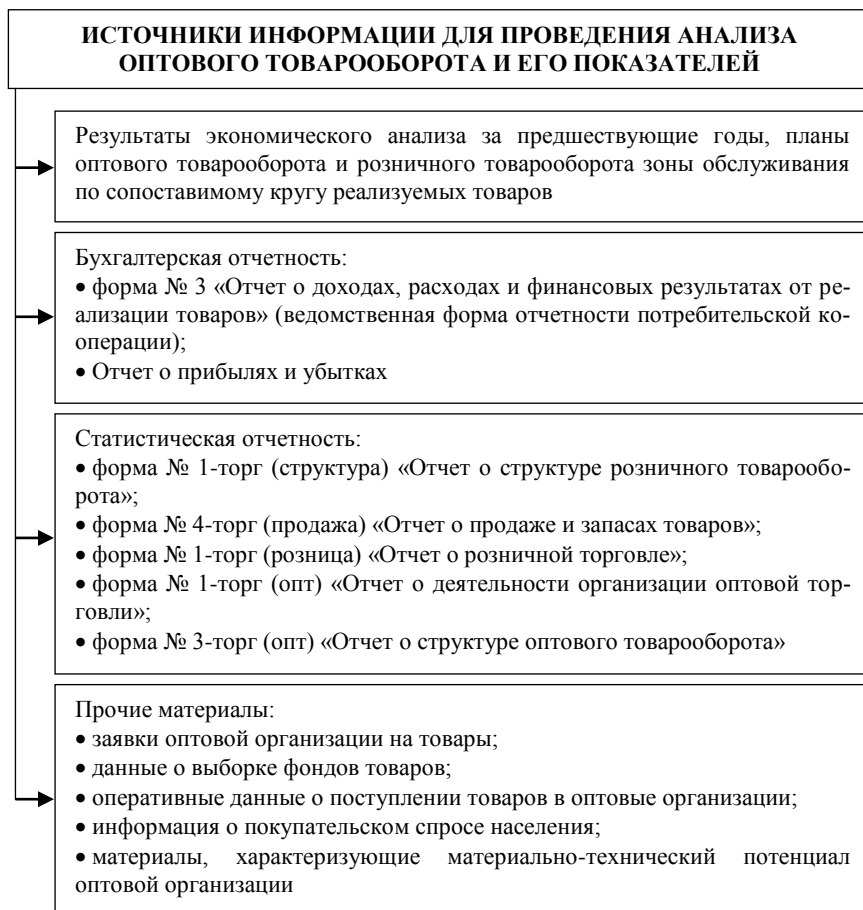 ИСТОЧНИКИ ИНФОРМАЦИИ ДЛЯ ПРОВЕДЕНИЯ АНАЛИЗА
ОПТОВОГО ТОВАРООБОРОТА И ЕГО ПОКАЗАТЕЛЕЙ
Результаты экономического анализа за предшествующие годы, планы
оптового товарооборота и розничного товарооборота зоны обслуживания
по сопоставимому кругу реализуемых товаров
Бухгалтерская отчетность:
• форма № 3 «Отчет о доходах, расходах и финансовых результатах от ре-
ализации товаров» (ведомственная форма отчетности потребительской ко-
операции);
• Отчет о прибылях и убытках
Статистическая отчетность:
• форма № 1-торг (структура) «Отчет о структуре розничного товарообо-
рота»;
• форма № 4-торг (продажа) «Отчет о продаже и запасах товаров»;
• форма № 1-торг (розница) «Отчет о розничной торговле»;
• форма № 1-торг (опт) «Отчет о деятельности организации оптовой тор-
говли»;
• форма № 3-торг (опт) «Отчет о структуре оптового товарооборота»
Прочие материалы:
• заявки оптовой организации на товары;
• данные о выборке фондов товаров;
• оперативные данные о поступлении товаров в оптовые организации;
• информация о покупательском спросе населения;
• материалы, характеризующие материально-технический потенциал
оптовой организации